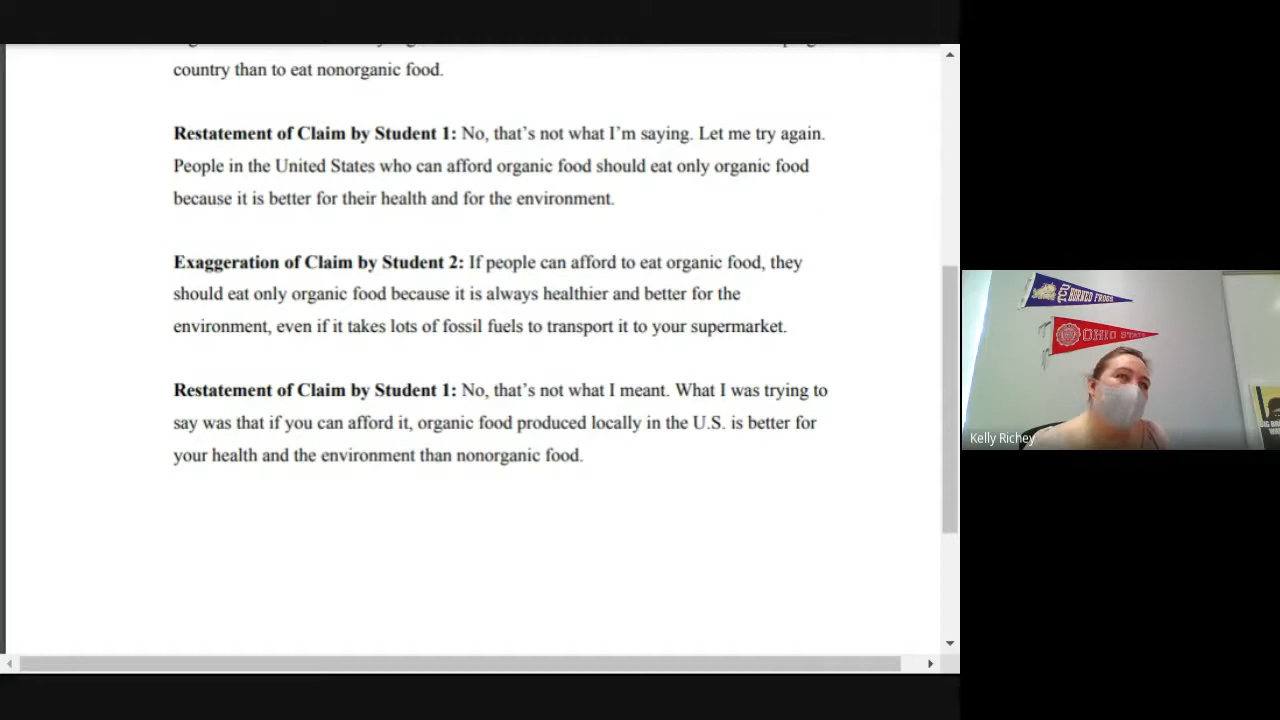 country than to eat nonorganic food.
Restatement of Claim by Student 1: No, that's not what I'm saying. Let me try again.
People in the United States who can afford organic food should eat only organic food
because it is better for their health and for the environment.
Exaggeration of Claim by Student 2: If people can afford to eat organic food, they
should eat only organic food because it is always healthier and better for the
environment, even if it takes lots of fossil fuels to transport it to your supermarket.
Restatement of Claim by Student 1: No, that's not what I meant. What I was trying to
say was that if you can afford it, organic food produced locally in the U.S. is better for
your health and the environment than nonorganic food.
TCU HORNED FROGS
OHIO STATE
Kelly Richey